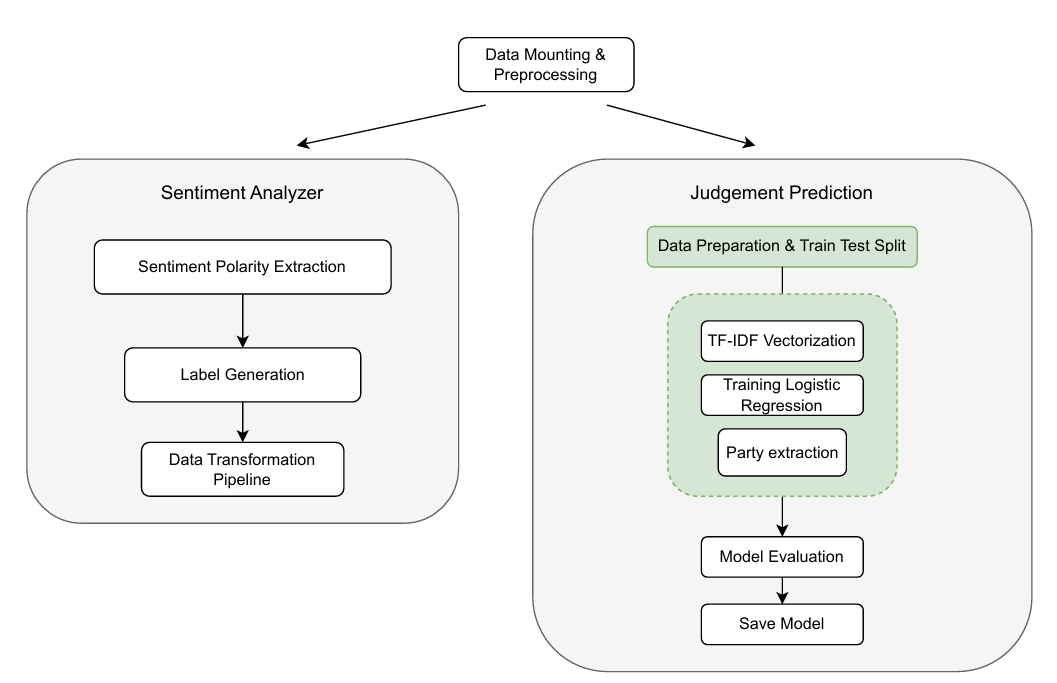 Data Mounting &
Preprocessing
Sentiment Analyzer
Sentiment Polarity Extraction
Label Generation
Data Transformation
Pipeline
Judgement Prediction
Data Preparation & Train Test Split
TF-IDF Vectorization
Training Logistic
Regression
Party extraction
Model Evaluation
Save Model